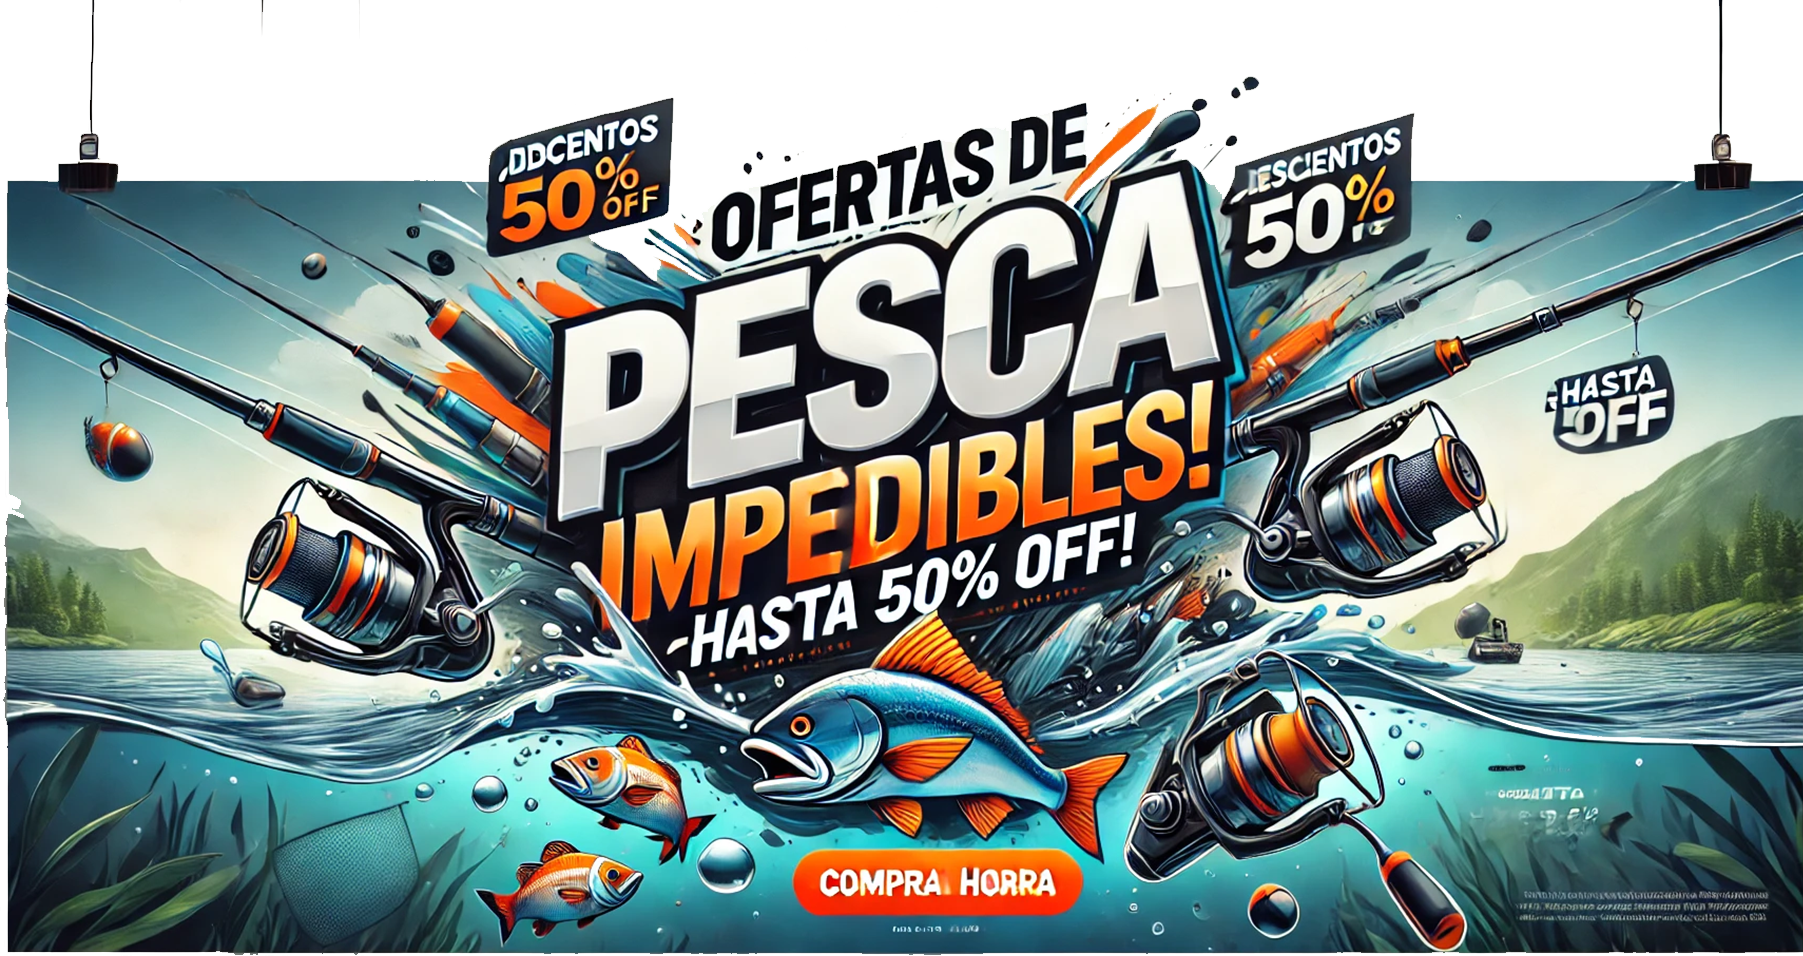 DDCENTOS
50%
OFF
OFERTAS DE
ESCIENTOS
50%
PESCA
IMPEDIBLES!
-HASTA 50% OFF!
HASTA
OFF
COMPRA HORRA